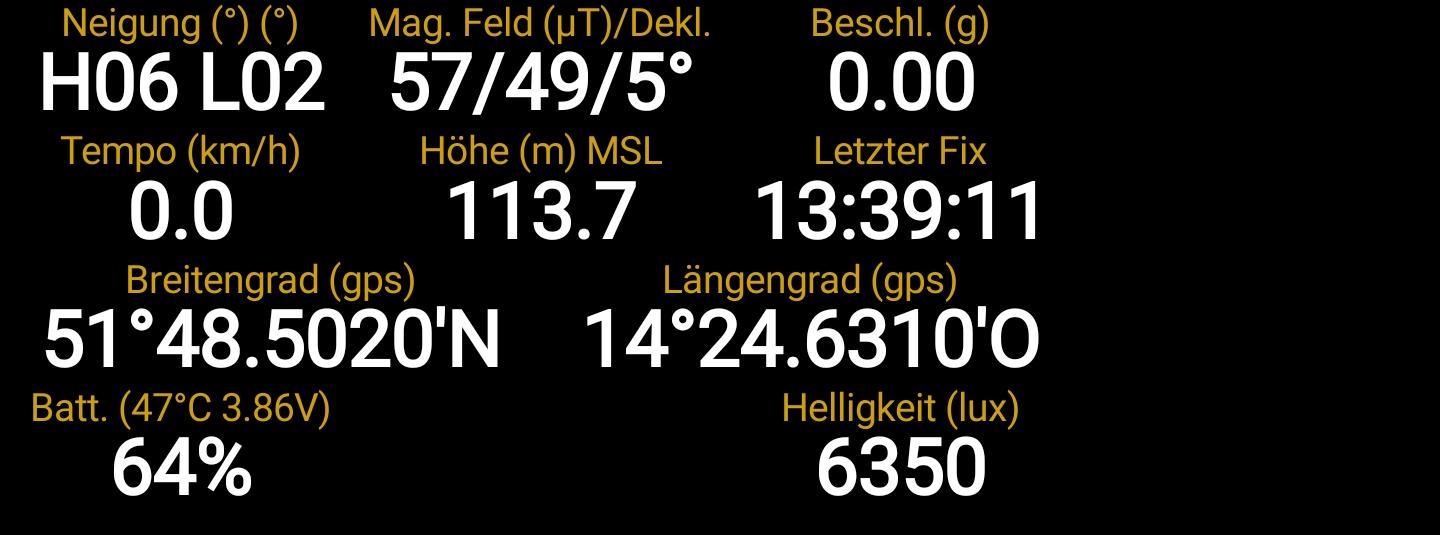 Neigung (°) (°) Mag. Feld (µT)/Dekl. Beschl. (g)
H06 L02 57/49/5° 0.00
Tempo (km/h) Höhe (m) MSL Letzter Fix
0.0 113.7 13:39:11
Breitengrad (gps) Längengrad (gps)
51°48.5020'N 14°24.6310'O
Batt. (47°C 3.86V) Helligkeit (lux)
64% 6350